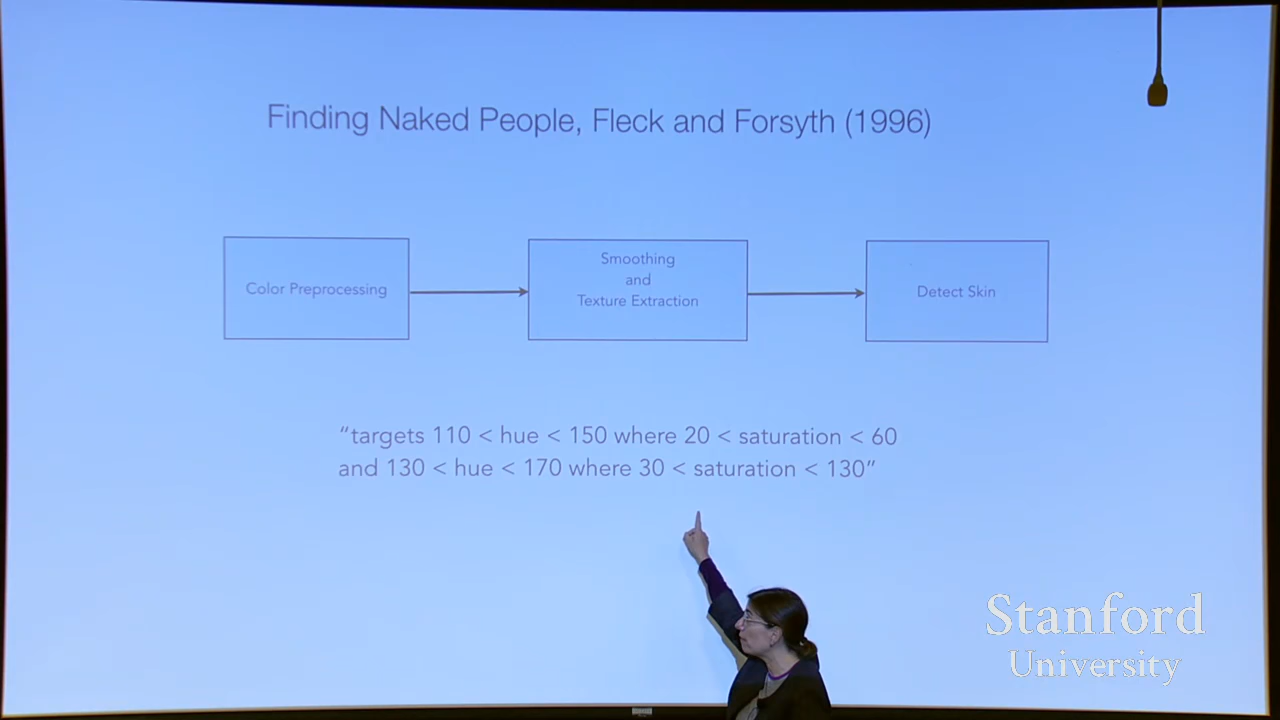 Finding Naked People, Fleck and Forsyth (1996)
Color Preprocessing
Smoothing
and
Texture Extraction
Detect Skin
“targets 110 < hue < 150 where 20 < saturation < 60
and 130 < hue < 170 where 30 < saturation < 130”
Stanford
University